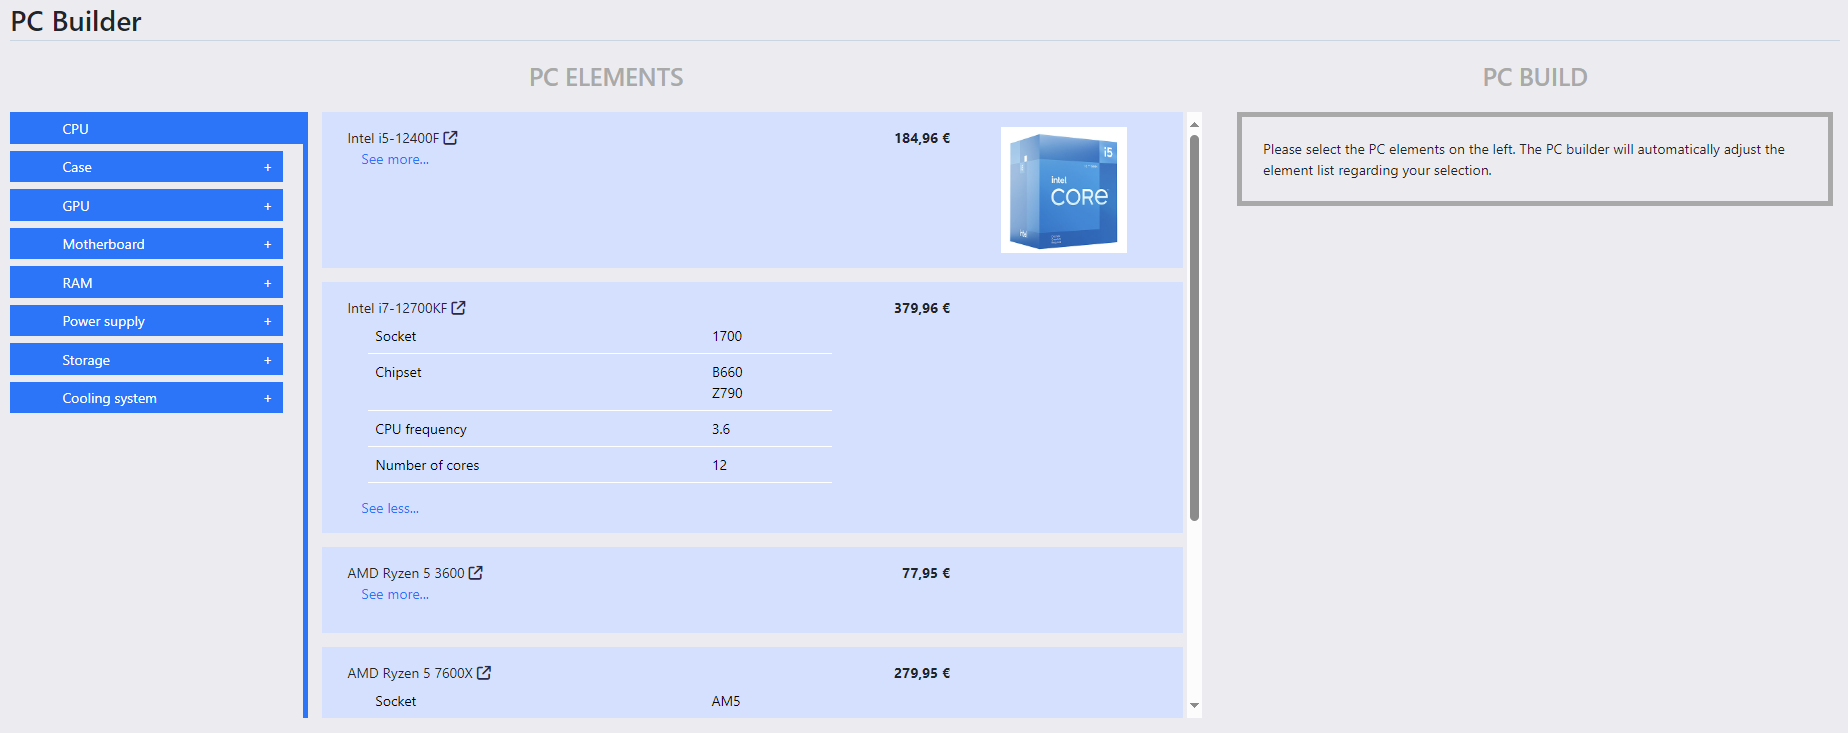 PC Builder
PC ELEMENTS
PC BUILD
CPU
Case +
GPU +
Motherboard +
RAM +
Power supply +
Storage +
Cooling system +
Intel i5-12400F 184,96 €
See more...
i5
intel
CORE
intel
Intel i7-12700KF 379,96 €
Socket 1700
Chipset B660
Z790
CPU frequency 3.6
Number of cores 12
See less...
AMD Ryzen 5 3600 77,95 €
See more...
AMD Ryzen 5 7600X 279,95 €
Socket AM5
Please select the PC elements on the left. The PC builder will automatically adjust the
element list regarding your selection.